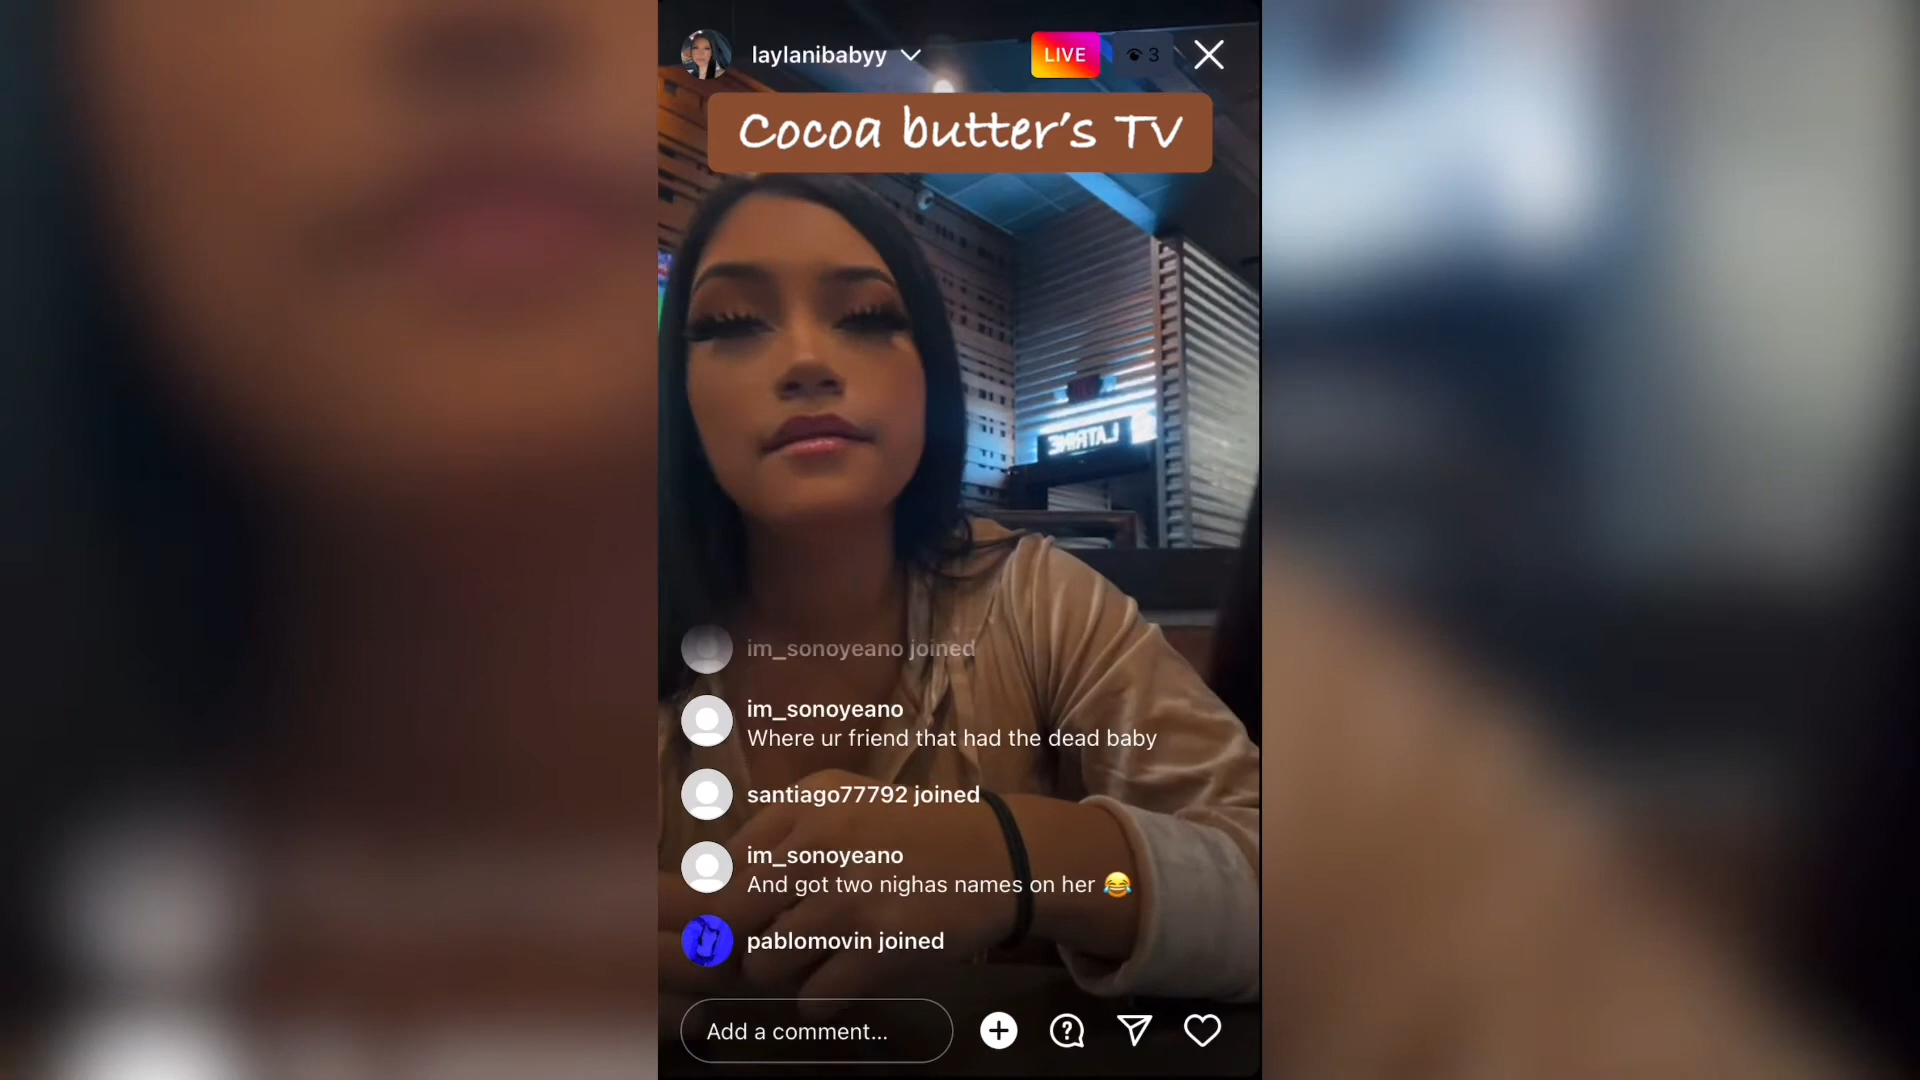 laylanibabyy
LIVE
3
Cocoa butter's TV
LATRINE
im_sonoyeano joined
im_sonoyeano
Where ur friend that had the dead baby
santiago77792 joined
im_sonoyeano
And got two nighas names on her 😂
pablomovin joined
Add a comment...